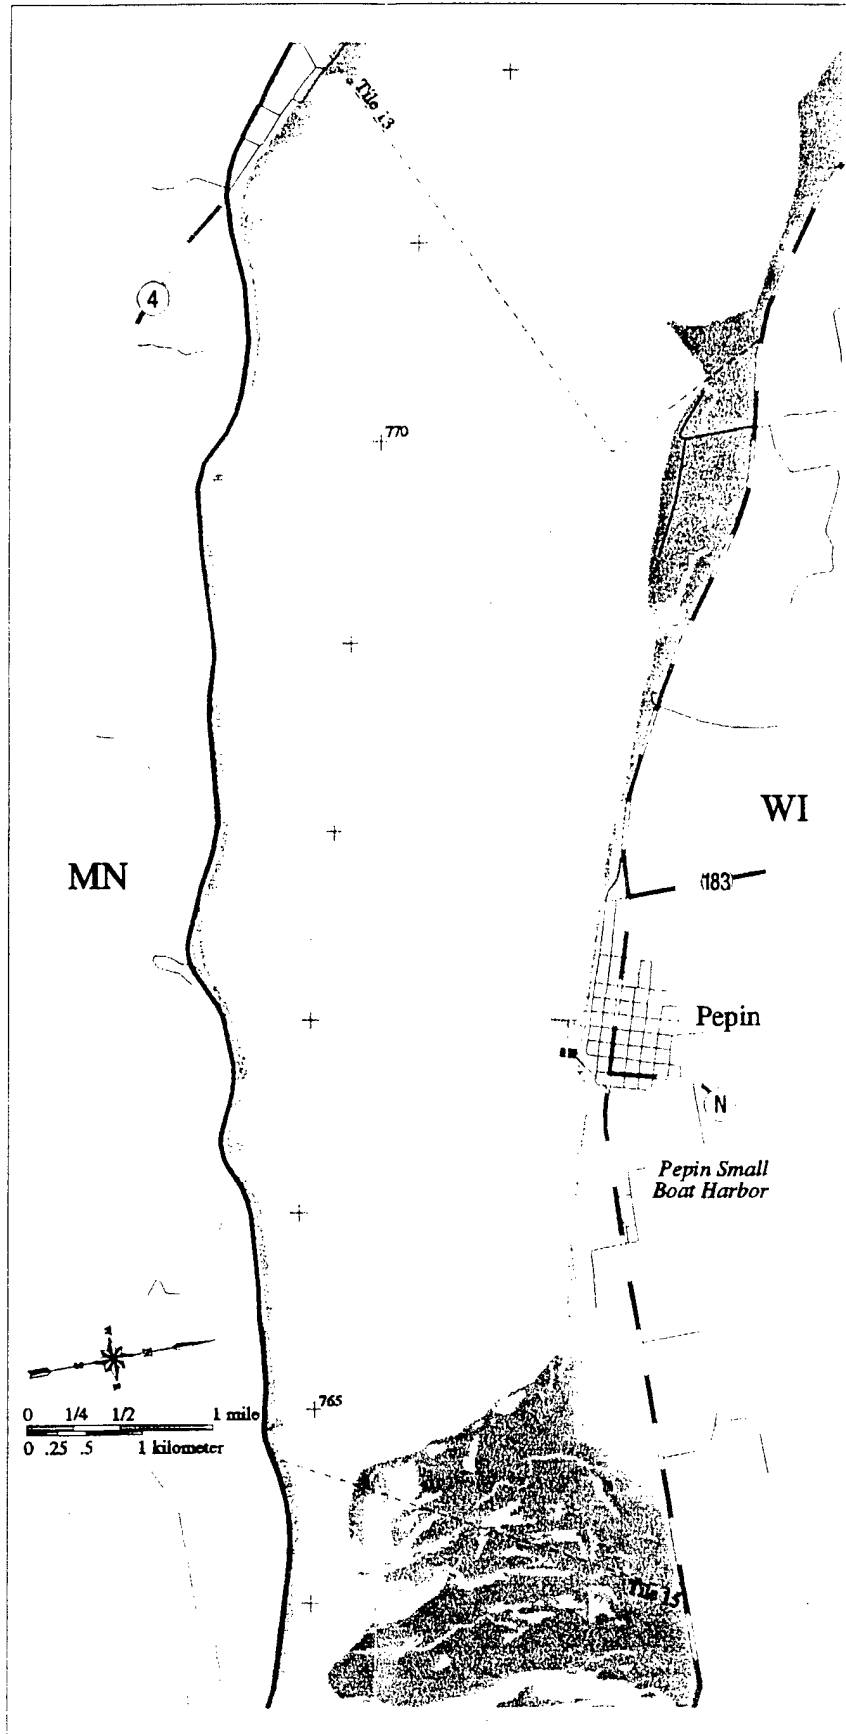 Tile 13
4
770
WI
MN
183
Pepin
N
Pepin Small
Boat Harbor
765
0 1/4 1/2 1 mile
0 .25 .5 1 kilometer
Tile 15